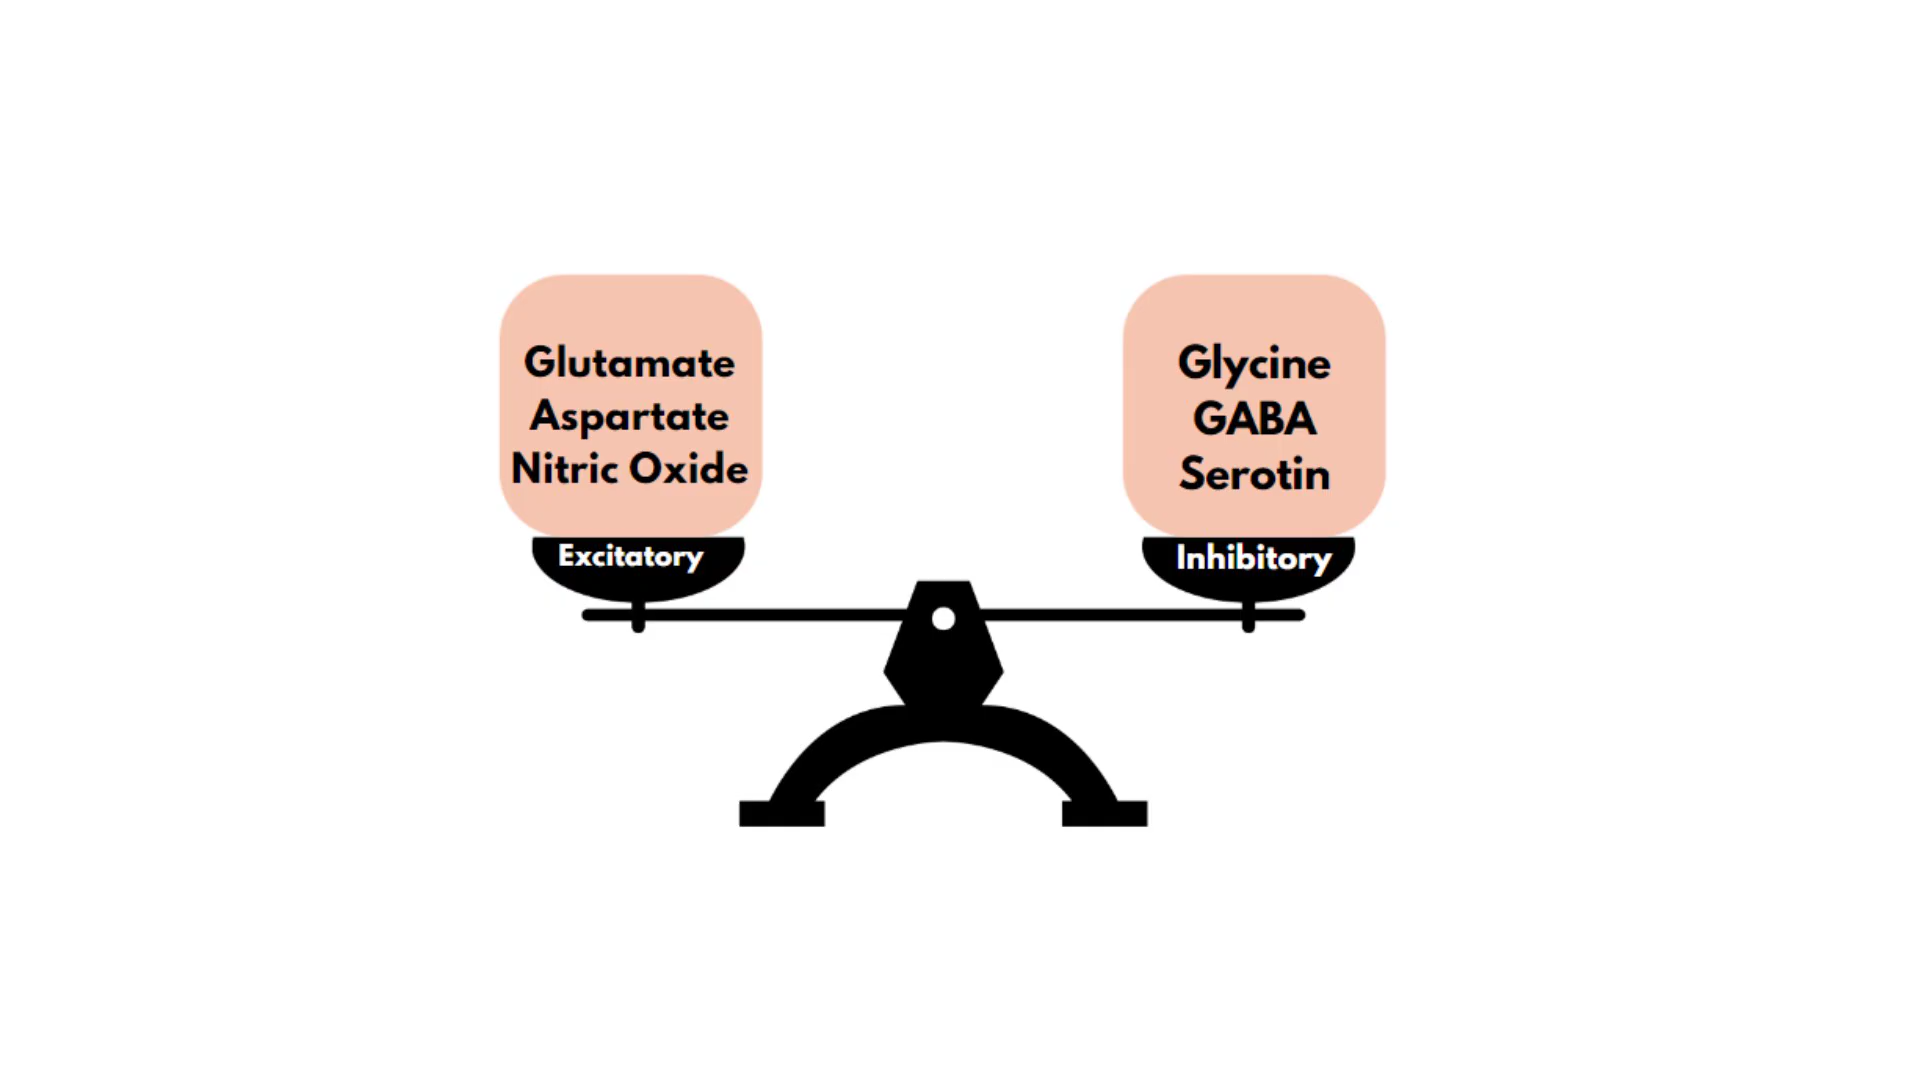 Glutamate
Aspartate
Nitric Oxide
Excitatory
Glycine
GABA
Serotin
Inhibitory